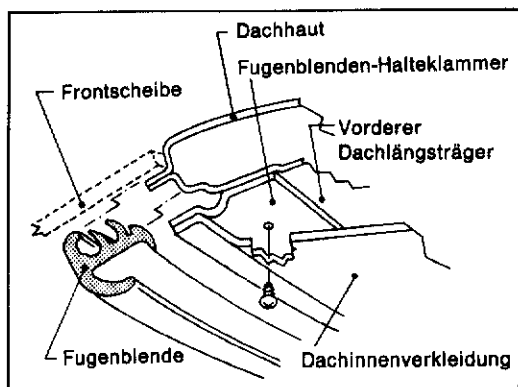 Dachhaut
Fugenblenden-Halteklammer
Frontscheibe
Vorderer
Dachlängsträger
Fugenblende
Dachinnenverkleidung